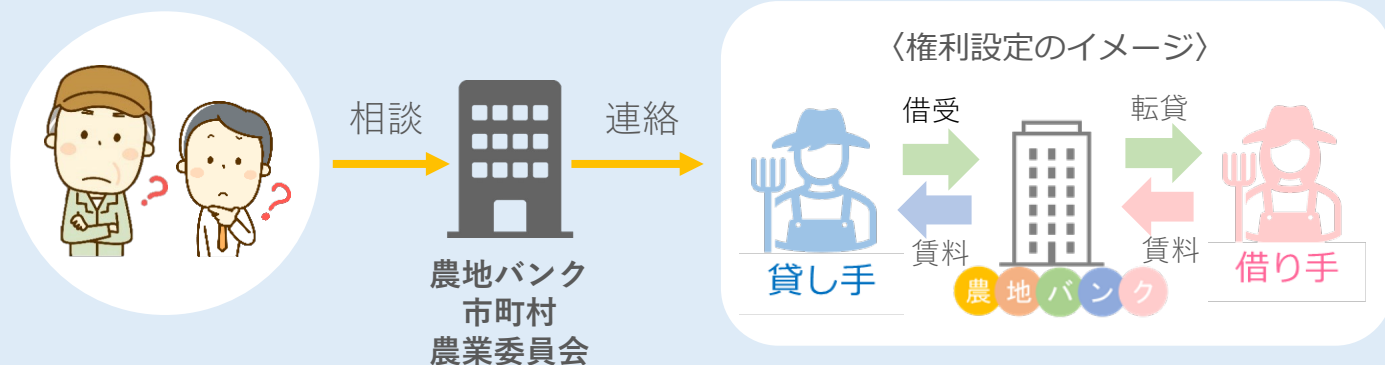 相談
農地バンク
市町村
農業委員会
連絡
〈権利設定のイメージ〉
借受
賃料
貸し手
転貸
賃料
借り手
農地バンク